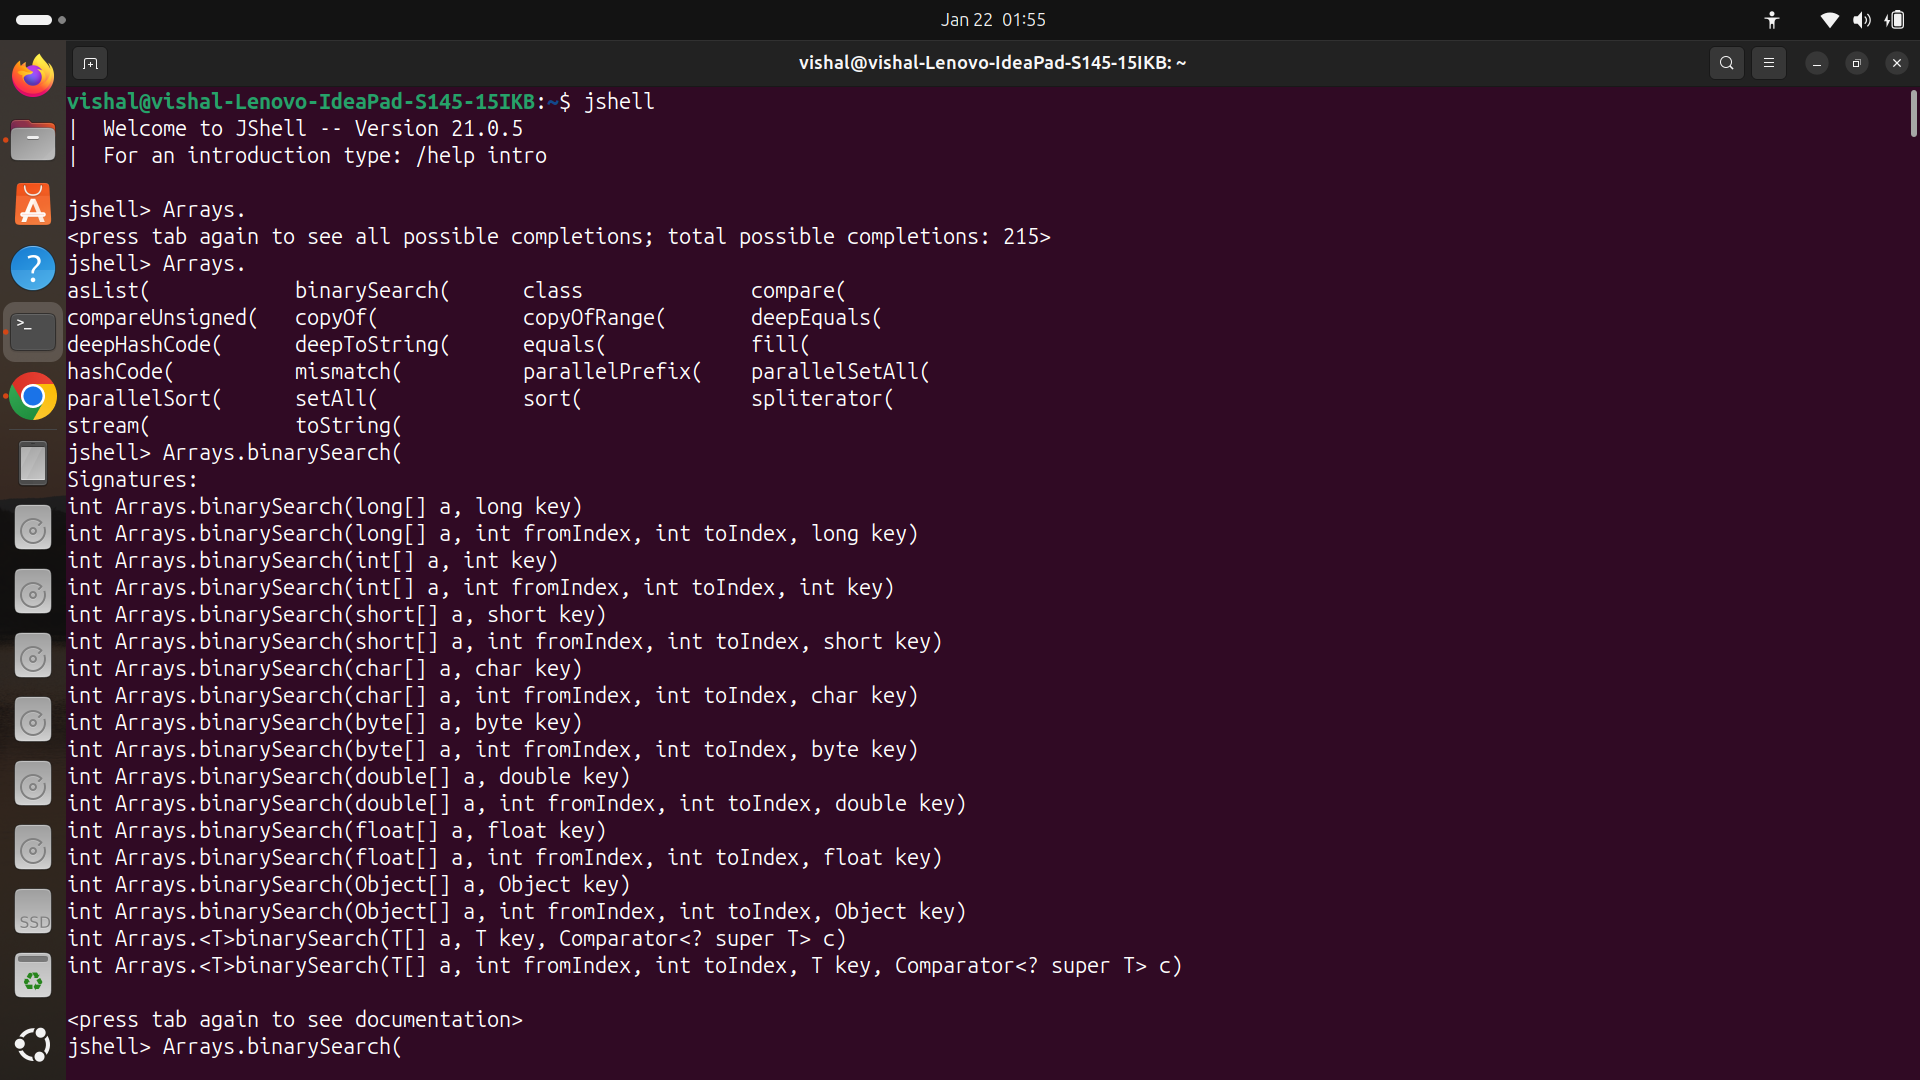 Jan 22 01:55
vishal@vishal-Lenovo-IdeaPad-S145-15IKB: ~
vishal@vishal-Lenovo-IdeaPad-S145-15IKB:~$ jshell
|  Welcome to JShell -- Version 21.0.5
|  For an introduction type: /help intro
jshell> Arrays.
<press tab again to see all possible completions; total possible completions: 215>
jshell> Arrays.
asList( binarySearch( class compare(
compareUnsigned( copyOf( copyOfRange( deepEquals(
deepHashCode( deepToString( equals( fill(
hashCode( mismatch( parallelPrefix( parallelSetAll(
parallelSort( setAll( sort( spliterator(
stream( toString(
jshell> Arrays.binarySearch(
Signatures:
int Arrays.binarySearch(long[] a, long key)
int Arrays.binarySearch(long[] a, int fromIndex, int toIndex, long key)
int Arrays.binarySearch(int[] a, int key)
int Arrays.binarySearch(int[] a, int fromIndex, int toIndex, int key)
int Arrays.binarySearch(short[] a, short key)
int Arrays.binarySearch(short[] a, int fromIndex, int toIndex, short key)
int Arrays.binarySearch(char[] a, char key)
int Arrays.binarySearch(char[] a, int fromIndex, int toIndex, char key)
int Arrays.binarySearch(byte[] a, byte key)
int Arrays.binarySearch(byte[] a, int fromIndex, int toIndex, byte key)
int Arrays.binarySearch(double[] a, double key)
int Arrays.binarySearch(double[] a, int fromIndex, int toIndex, double key)
int Arrays.binarySearch(float[] a, float key)
int Arrays.binarySearch(float[] a, int fromIndex, int toIndex, float key)
int Arrays.binarySearch(Object[] a, Object key)
int Arrays.binarySearch(Object[] a, int fromIndex, int toIndex, Object key)
int Arrays.<T>binarySearch(T[] a, T key, Comparator<? super T> c)
int Arrays.<T>binarySearch(T[] a, int fromIndex, int toIndex, T key, Comparator<? super T> c)
<press tab again to see documentation>
jshell> Arrays.binarySearch(
SSD